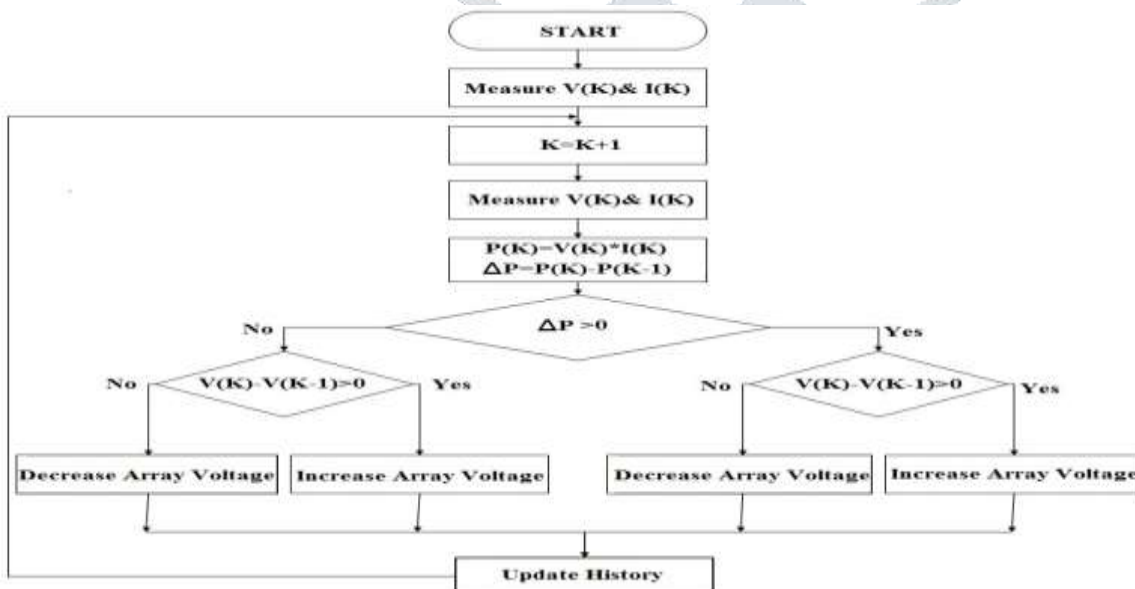 START
Measure V(K)& I(K)
K=K+1
Measure V(K)& I(K)
P(K)=V(K)*I(K)
ΔP=P(K)-P(K-1)
ΔP >0
No
Yes
No
V(K)-V(K-1)>0
Yes
No
V(K)-V(K-1)>0
Yes
Decrease Array Voltage
Increase Array Voltage
Decrease Array Voltage
Increase Array Voltage
Update History